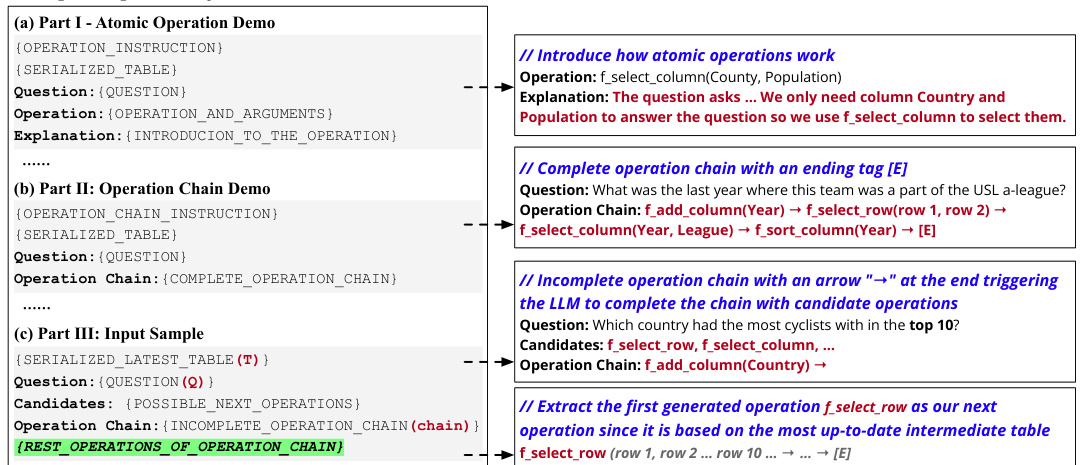 (a) Part I - Atomic Operation Demo
{OPERATION_INSTRUCTION}
{SERIALIZED_TABLE}
Question:{QUESTION}
Operation:{OPERATION_AND_ARGUMENTS}
Explanation:{INTRODUCION_TO_THE_OPERATION}
......
(b) Part II: Operation Chain Demo
{OPERATION_CHAIN_INSTRUCTION}
{SERIALIZED_TABLE}
Question:{QUESTION}
Operation Chain:{COMPLETE_OPERATION_CHAIN}
......
(c) Part III: Input Sample
{SERIALIZED_LATEST_TABLE(T)}
Question:{QUESTION(Q)}
Candidates: {POSSIBLE_NEXT_OPERATIONS}
Operation Chain:{INCOMPLETE_OPERATION_CHAIN(chain)}
{REST_OPERATIONS_OF_OPERATION_CHAIN}
// Introduce how atomic operations work
Operation: f_select_column(County, Population)
Explanation: The question asks ... We only need column Country and
Population to answer the question so we use f_select_column to select them.
// Complete operation chain with an ending tag [E]
Question: What was the last year where this team was a part of the USL a-league?
Operation Chain: f_add_column(Year) → f_select_row(row 1, row 2) →
f_select_column(Year, League) → f_sort_column(Year) → [E]
// Incomplete operation chain with an arrow "→" at the end triggering
the LLM to complete the chain with candidate operations
Question: Which country had the most cyclists with in the top 10?
Candidates: f_select_row, f_select_column, ...
Operation Chain: f_add_column(Country) →
// Extract the first generated operation f_select_row as our next
operation since it is based on the most up-to-date intermediate table
f_select_row (row 1, row 2 ... row 10 ... → ... → [E]